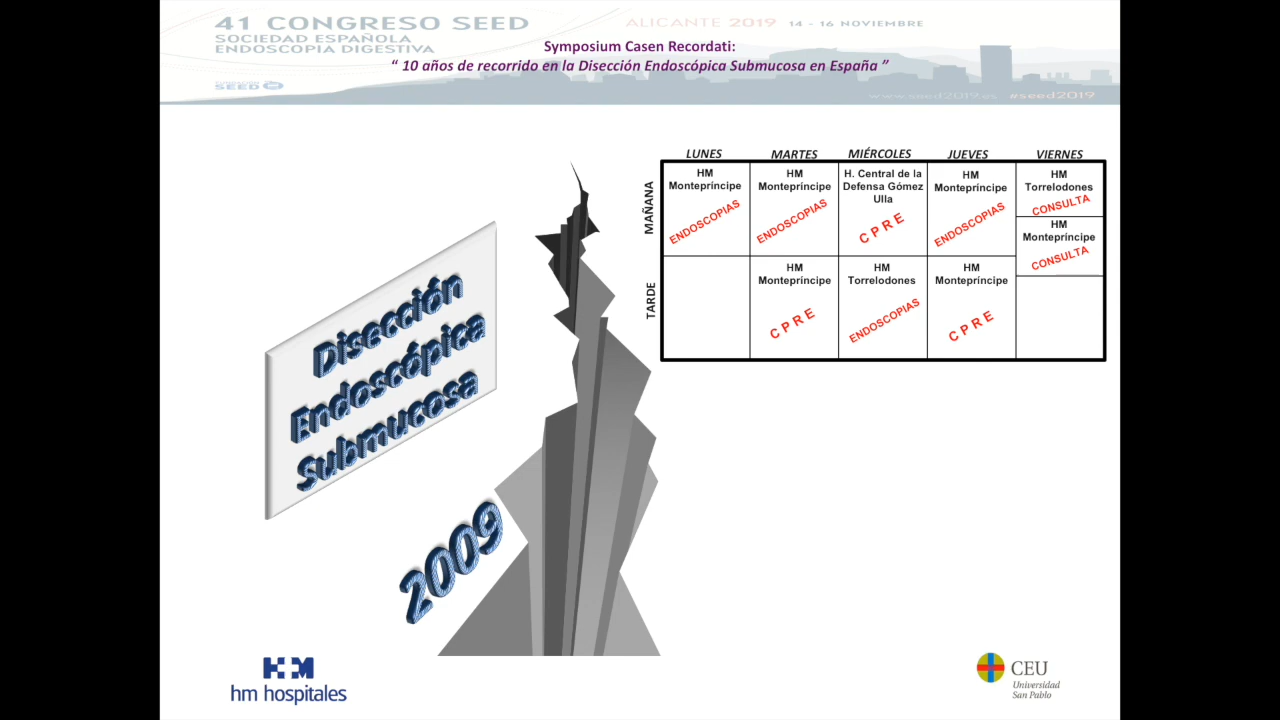 41 CONGRESO SEED
SOCIEDAD ESPAÑOLA
ENDOSCOPIA DIGESTIVA
ALICANTE 2019 14 - 16 NOVIEMBRE
Symposium Casen Recordati:
“ 10 años de recorrido en la Disección Endoscópica Submucosa en España ”
FUNDACIÓN
SEED
www.seed2019.es #seed2019
LUNES MARTES MIÉRCOLES JUEVES VIERNES
MAÑANA
HM
Montepríncipe
ENDOSCOPIAS
HM
Montepríncipe
ENDOSCOPIAS
H. Central de la
Defensa Gómez
Ulla
C P R E
HM
Montepríncipe
ENDOSCOPIAS
HM
Torrelodones
CONSULTA
HM
Montepríncipe
CONSULTA
TARDE
HM
Montepríncipe
C P R E
HM
Torrelodones
ENDOSCOPIAS
HM
Montepríncipe
C P R E
Disección
Endoscópica
Submucosa
2009
HM
hm hospitales
CEU
Universidad
San Pablo